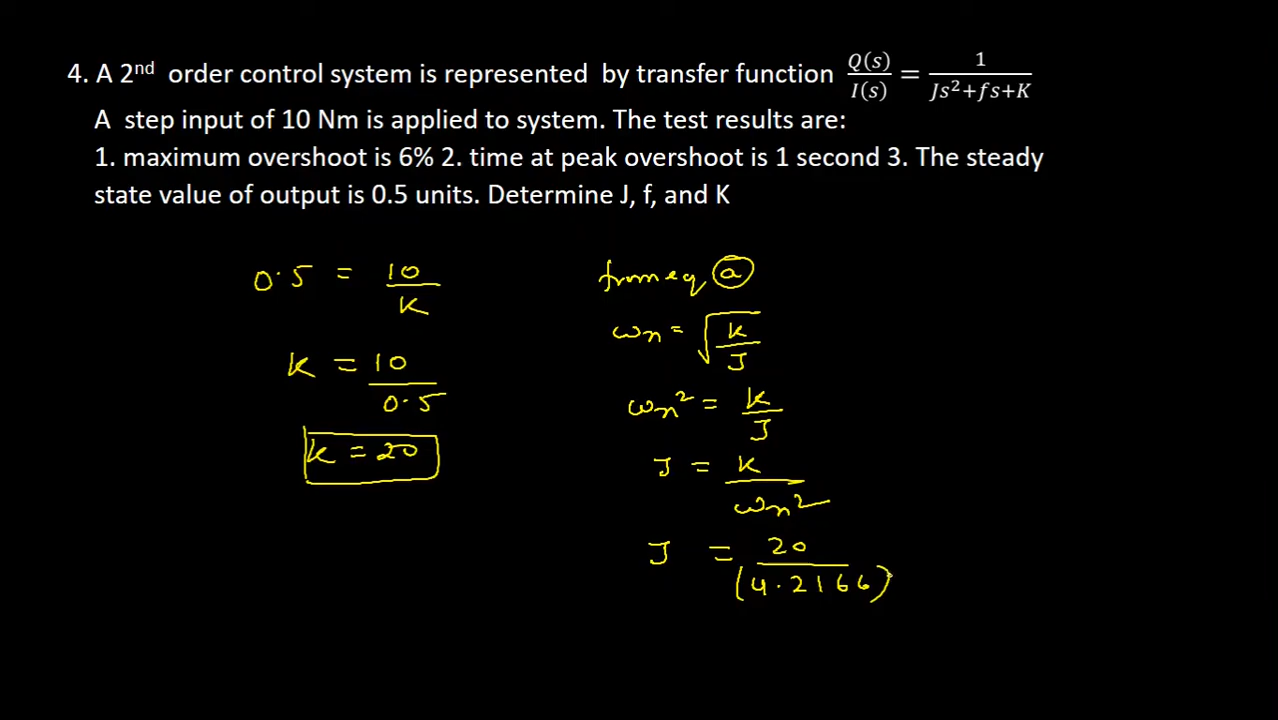 4. A 2nd order control system is represented by transfer function Q(s)/I(s) = 1/(Js²+fs+K)
A step input of 10 Nm is applied to system. The test results are:
1. maximum overshoot is 6% 2. time at peak overshoot is 1 second 3. The steady
state value of output is 0.5 units. Determine J, f, and K
0.5 = 10/K
K = 10/0.5
K = 20
from eq a
ωn = √(K/J)
ωn² = K/J
J = K/ωn²
J = 20/(4.2166)